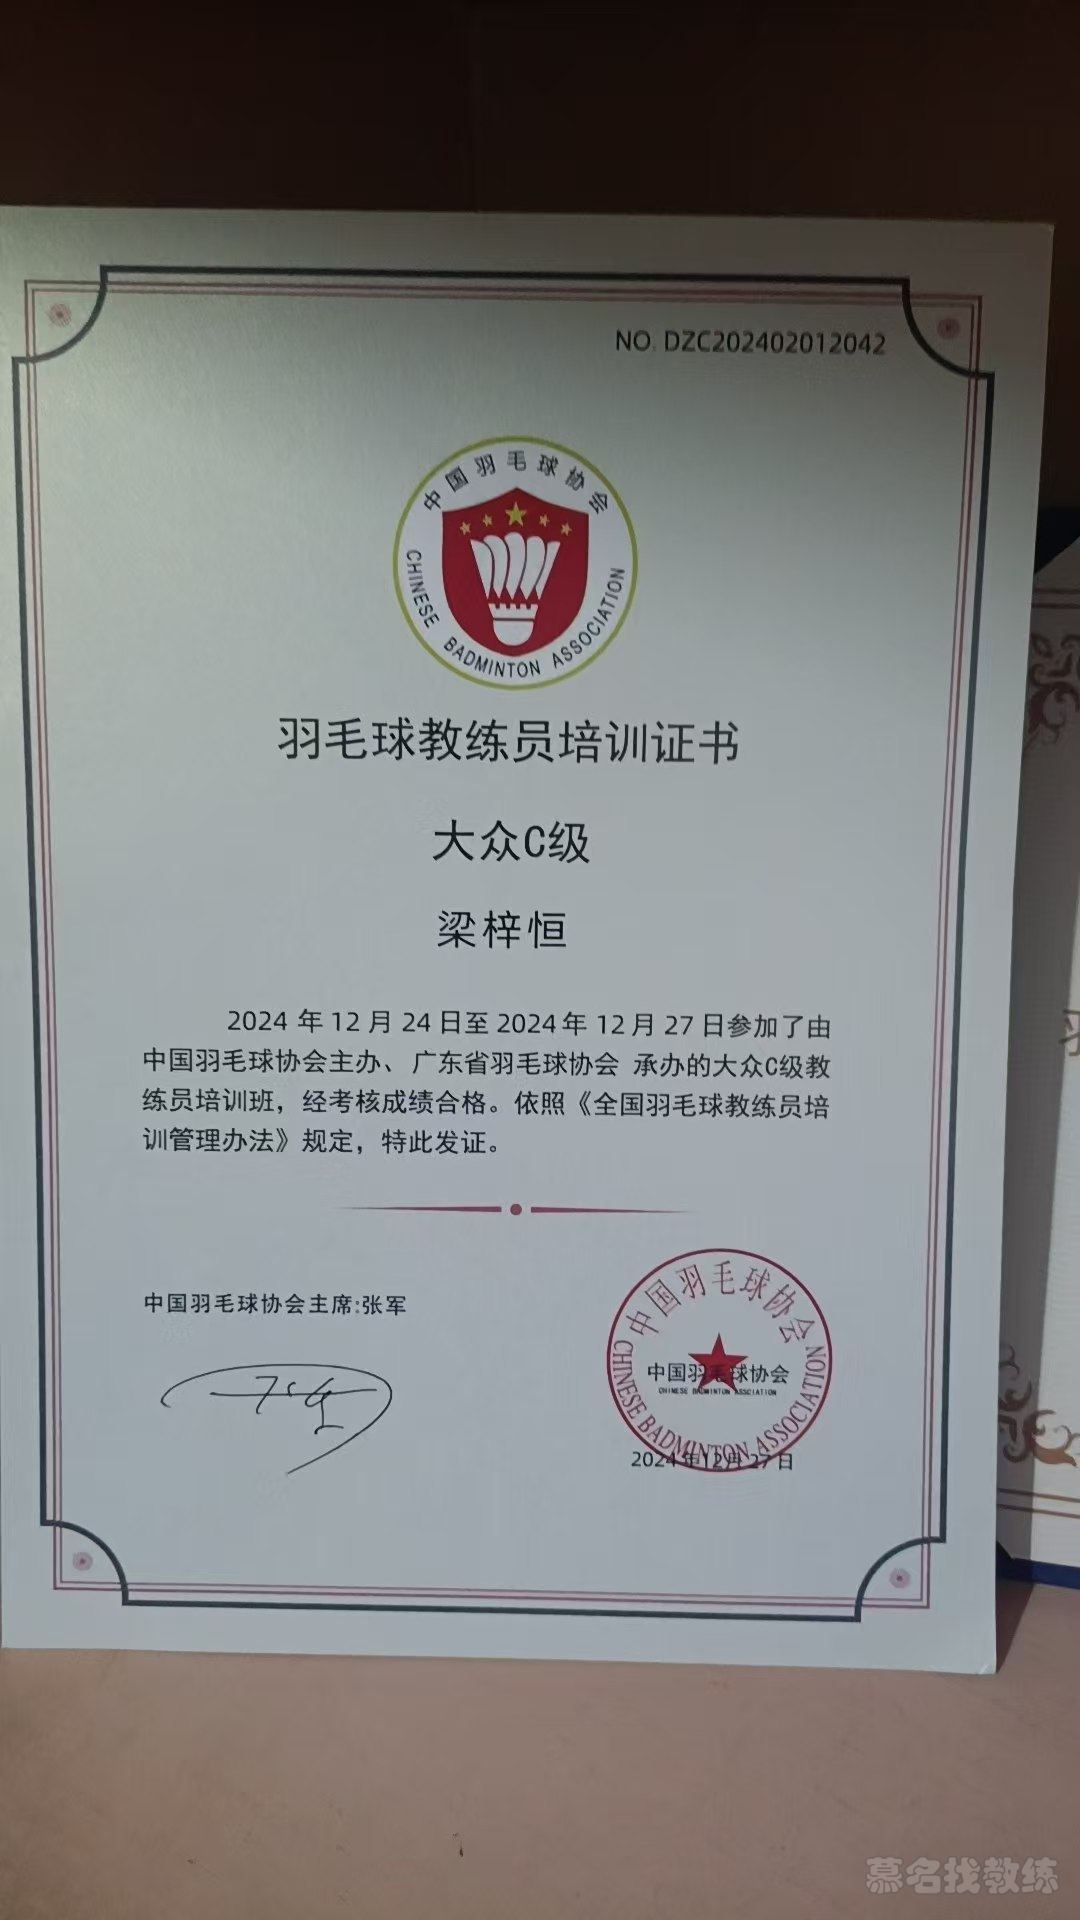 NO. DZC202402012042
中国羽毛球协会
CHINESE BADMINTON ASSOCIATION
羽毛球教练员培训证书
大众C级
梁梓恒
2024 年 12 月 24 日至 2024 年 12 月 27 日参加了由
中国羽毛球协会主办、广东省羽毛球协会 承办的大众C级教
练员培训班，经考核成绩合格。依照《全国羽毛球教练员培
训管理办法》规定，特此发证。
中国羽毛球协会主席:张军
中国羽毛球协会
中国羽毛球协会
CHINESE BADMINTON ASSCIATION
CHINESE BADMINTON ASSOCIATION
2024 年12月 27 日
慕名找教练